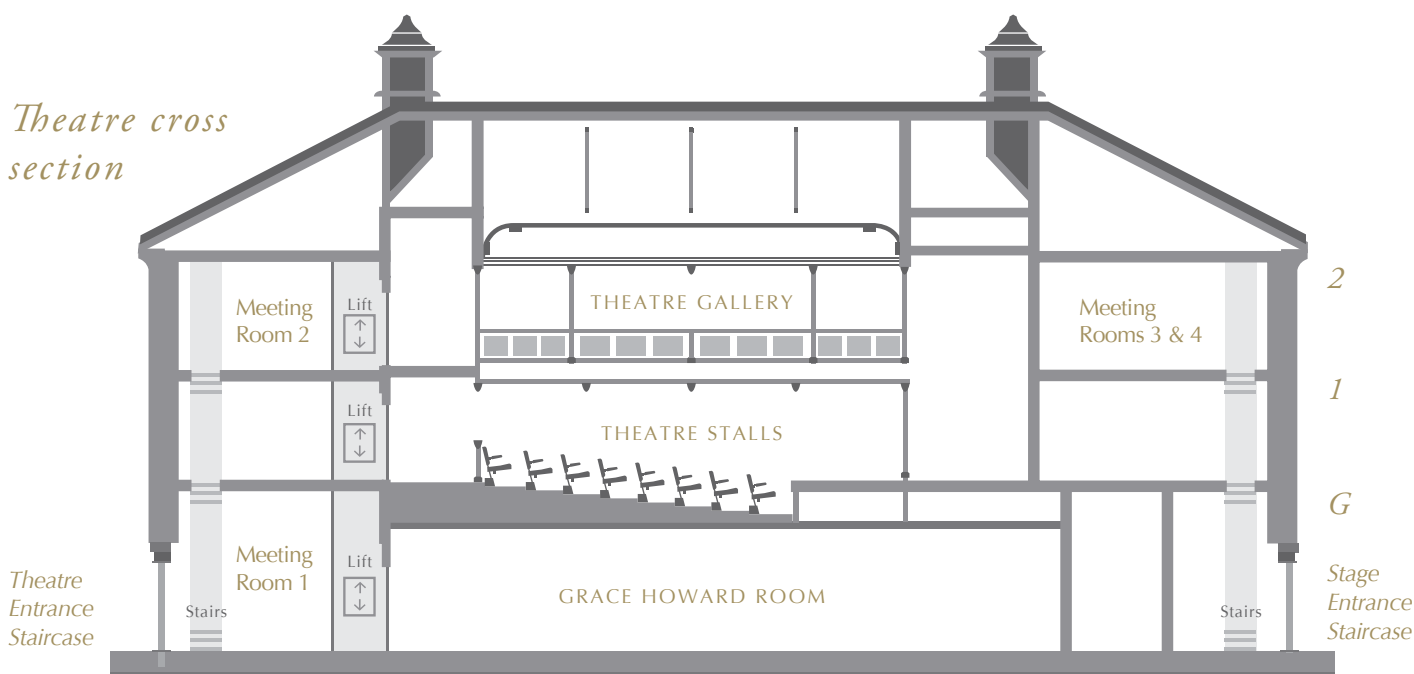 Theatre cross
section
Meeting
Room 2
Lift
THEATRE GALLERY
Meeting
Rooms 3 & 4
2
Lift
THEATRE STALLS
1
G
Meeting
Room 1
Lift
GRACE HOWARD ROOM
Theatre
Entrance
Staircase
Stairs
Stairs
Stage
Entrance
Staircase